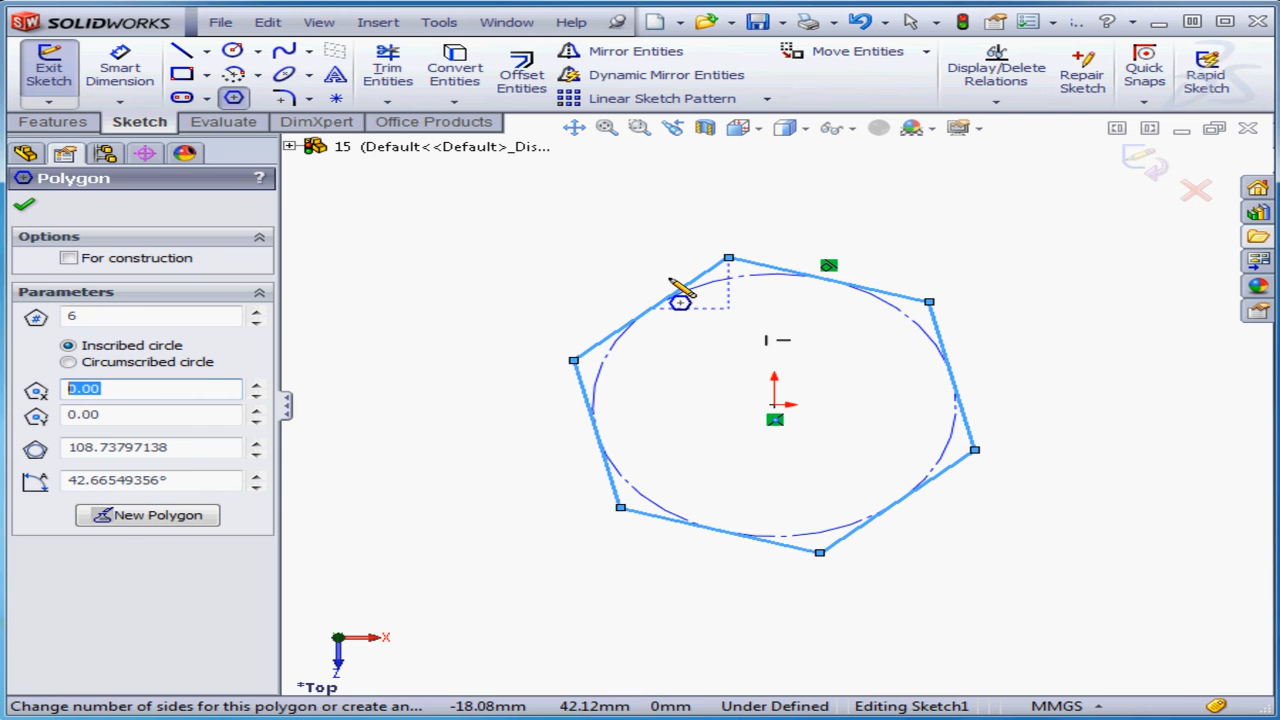 SW SOLIDWORKS File Edit View Insert Tools Window Help
Exit Sketch Smart Dimension Trim Entities Convert Entities Offset Entities Mirror Entities Move Entities Display/Delete Relations Repair Sketch Quick Snaps Rapid Sketch
Dynamic Mirror Entities
Linear Sketch Pattern
Features Sketch Evaluate DimXpert Office Products
15 (Default<<Default>_Dis...
Polygon ?
Options
For construction
Parameters
6
Inscribed circle
Circumscribed circle
0.00
0.00
108.73797138
42.66549356°
New Polygon
X
Z
*Top
Change number of sides for this polygon or create an... -18.08mm 42.12mm 0mm Under Defined Editing Sketch1 MMGS